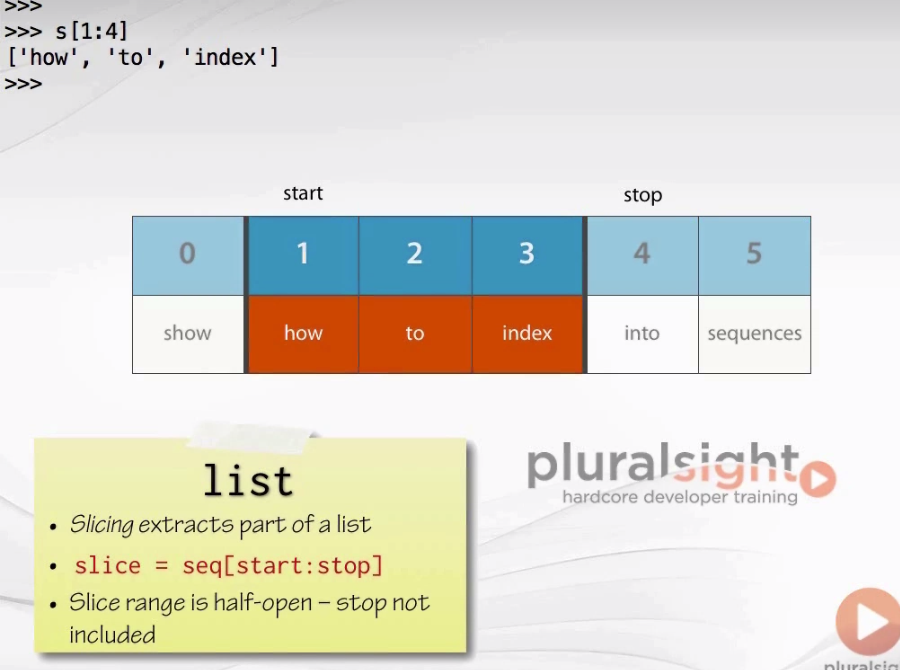 >>>
>>> s[1:4]
['how', 'to', 'index']
>>>
start stop
0 1 2 3 4 5
show how to index into sequences
list
• Slicing extracts part of a list
• slice = seq[start:stop]
• Slice range is half-open – stop not
included
pluralsight
hardcore developer training
pluralsig